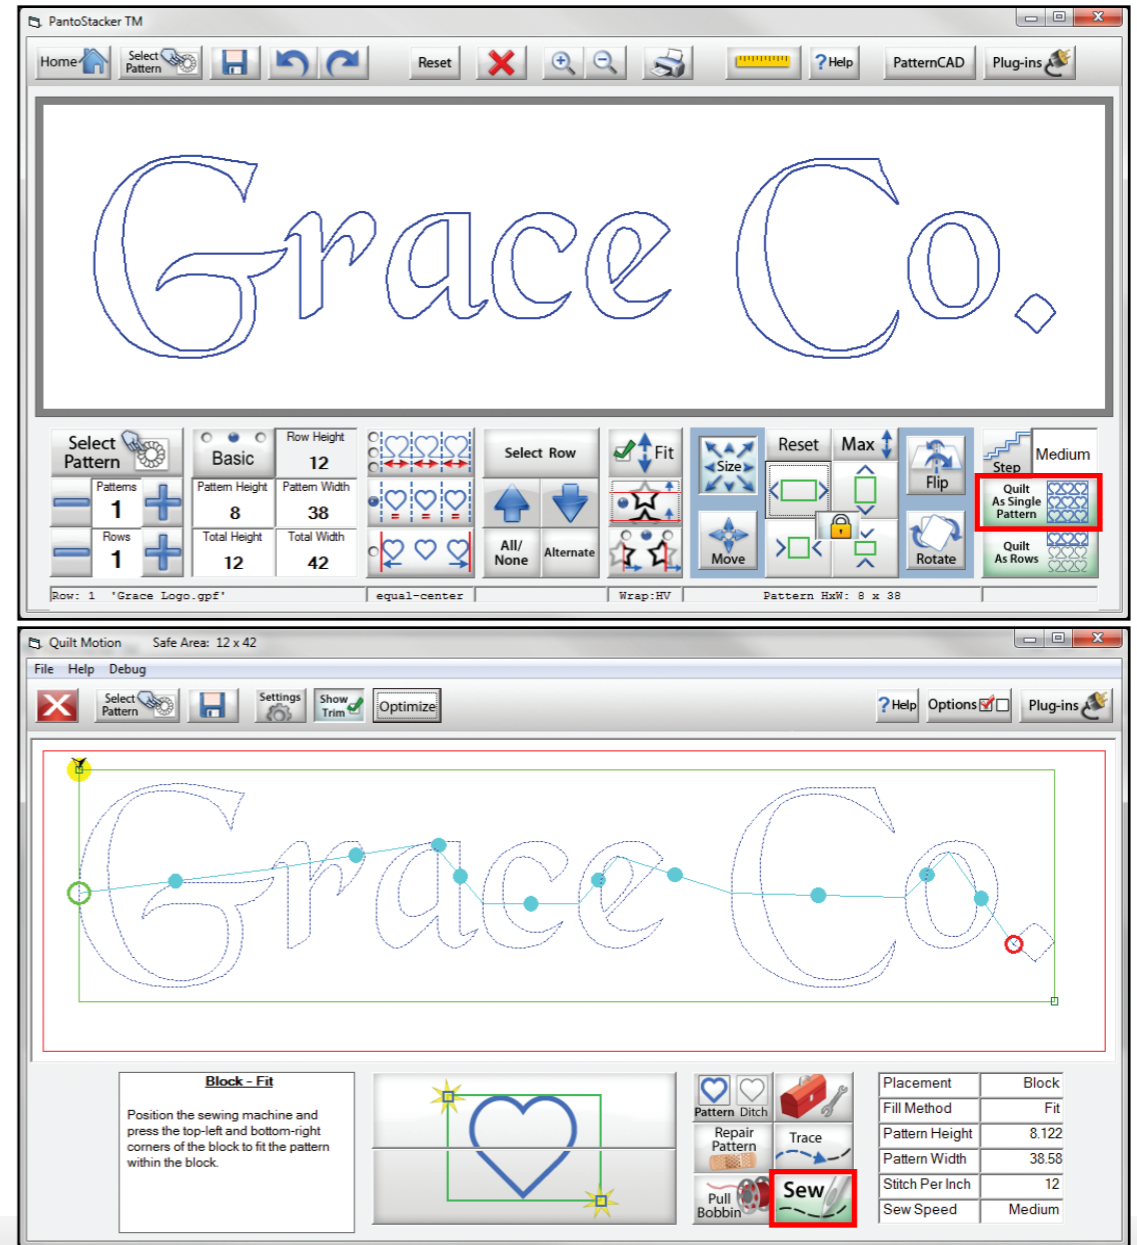 PantoStacker TM
Home
Select
Pattern
Reset
?Help
PatternCAD
Plug-ins
Grace Co.
Select
Pattern
Basic
Row Height
12
Select Row
Fit
Size
Reset
Max
Flip
Step
Medium
Patterns
1
Pattern Height
8
Pattern Width
38
Quilt
As Single
Pattern
Rows
1
Total Height
12
Total Width
42
All/
None
Alternate
Move
Rotate
Quilt
As Rows
Row: 1 'Grace Logo.gpf'
equal-center
Wrap:HV
Pattern HxW: 8 x 38
Quilt Motion Safe Area: 12 x 42
File Help Debug
Select
Pattern
Settings
Show
Trim
Optimize
?Help
Options
Plug-ins
Grace Co.
Block - Fit
Position the sewing machine and
press the top-left and bottom-right
corners of the block to fit the pattern
within the block.
Pattern Ditch
Repair
Pattern
Trace
Pull
Bobbin
Sew
Placement Block
Fill Method Fit
Pattern Height 8.122
Pattern Width 38.58
Stitch Per Inch 12
Sew Speed Medium